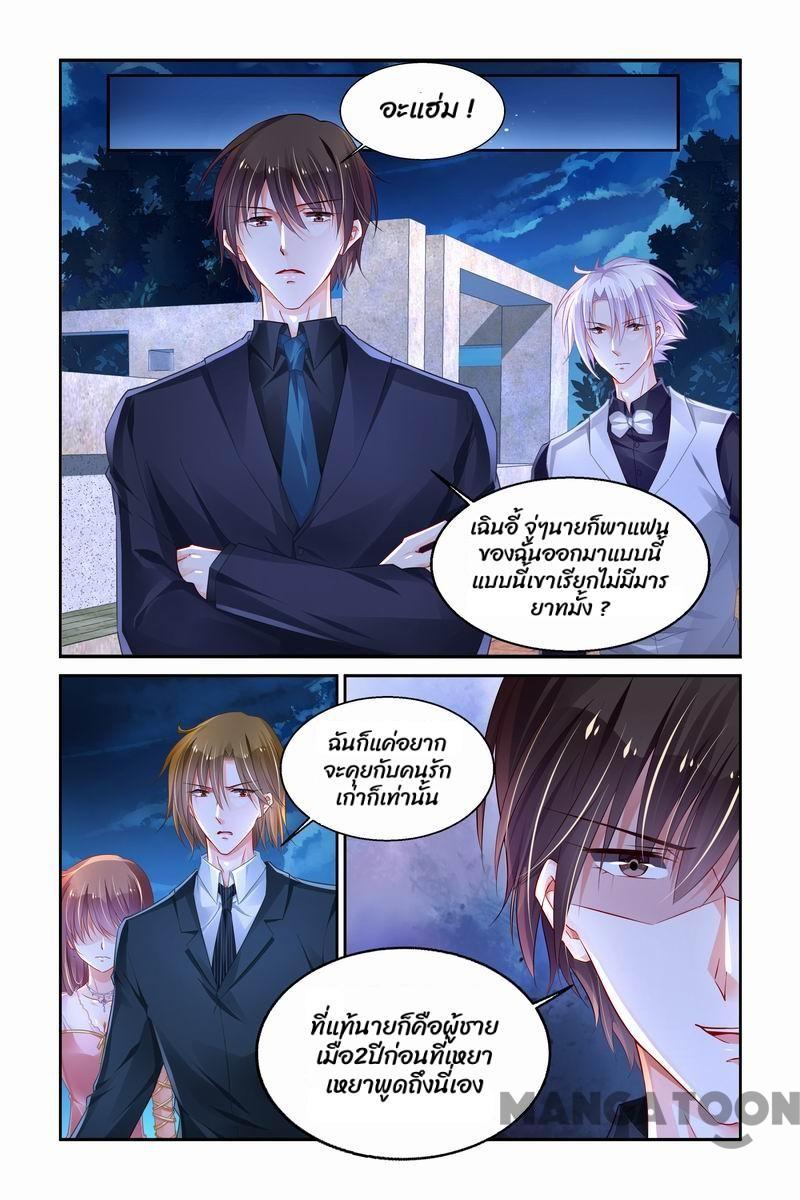 อะแฮ่ม !
เฉินอี้ จู่ๆนายก็พาแฟน
ของฉันออกมาแบบนี้
แบบนี้เขาเรียกไม่มีมาร
ยาทมั้ง ?
ฉันก็แค่อยาก
จะคุยกับคนรัก
เก่าก็เท่านั้น
ที่แท้นายก็คือผู้ชาย
เมื่อ2ปีก่อนที่เหยา
เหยาพูดถึงนี่เอง
MANGATOON